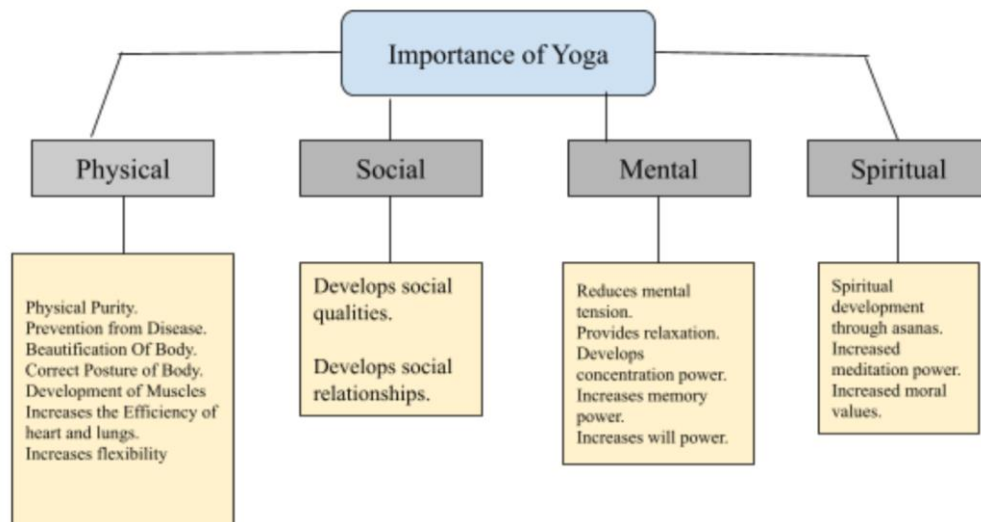 Importance of Yoga
Physical
Social
Mental
Spiritual
Physical Purity.
Prevention from Disease.
Beautification Of Body.
Correct Posture of Body.
Development of Muscles
Increases the Efficiency of
heart and lungs.
Increases flexibility
Develops social
qualities.
Develops social
relationships.
Reduces mental
tension.
Provides relaxation.
Develops
concentration power.
Increases memory
power.
Increases will power.
Spiritual
development
through asanas.
Increased
meditation power.
Increased moral
values.